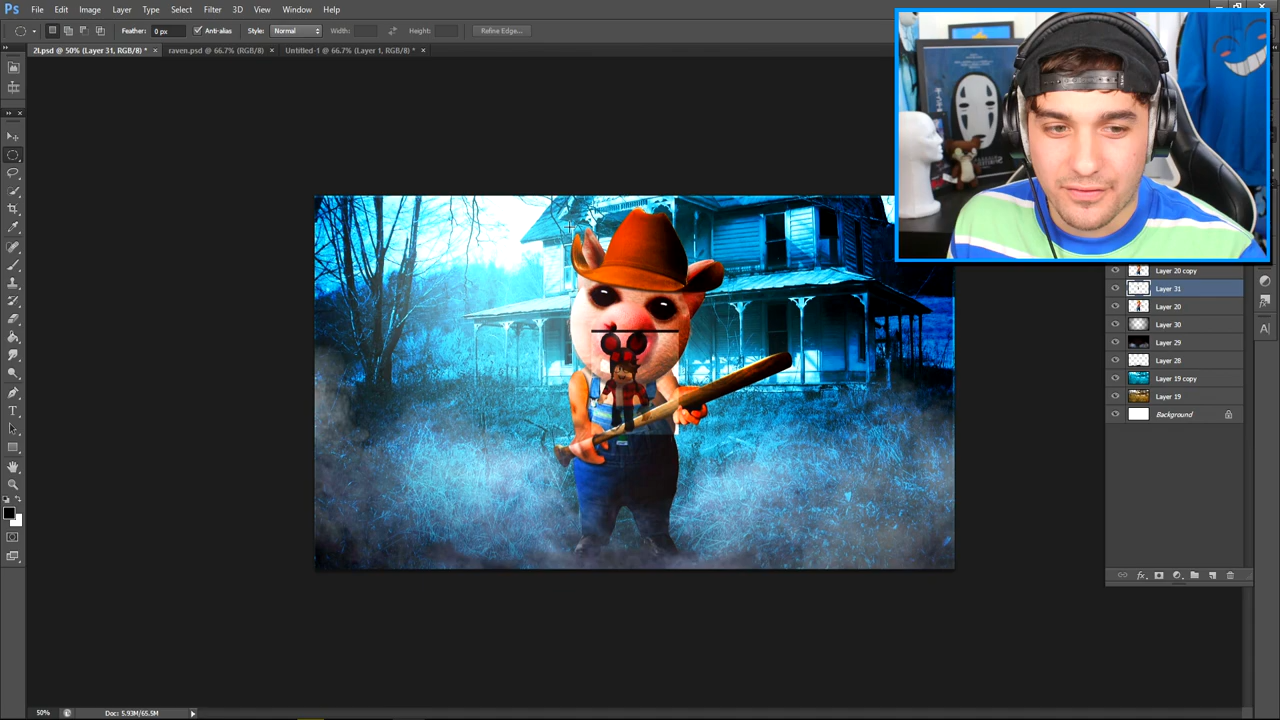 Ps File Edit Image Layer Type Select Filter 3D View Window Help
Feather: 0 px Anti-alias Style: Normal Width: Height: Refine Edge...
2l.psd @ 50% (Layer 31, RGB/8) * × raven.psd @ 66.7% (RGB/8) × Untitled-1 @ 66.7% (Layer 1, RGB/8) * ×
Layer 20 copy
Layer 31
Layer 20
Layer 30
Layer 29
Layer 28
Layer 19 copy
Layer 19
Background
fx
50% Doc: 5.93M/65.5M